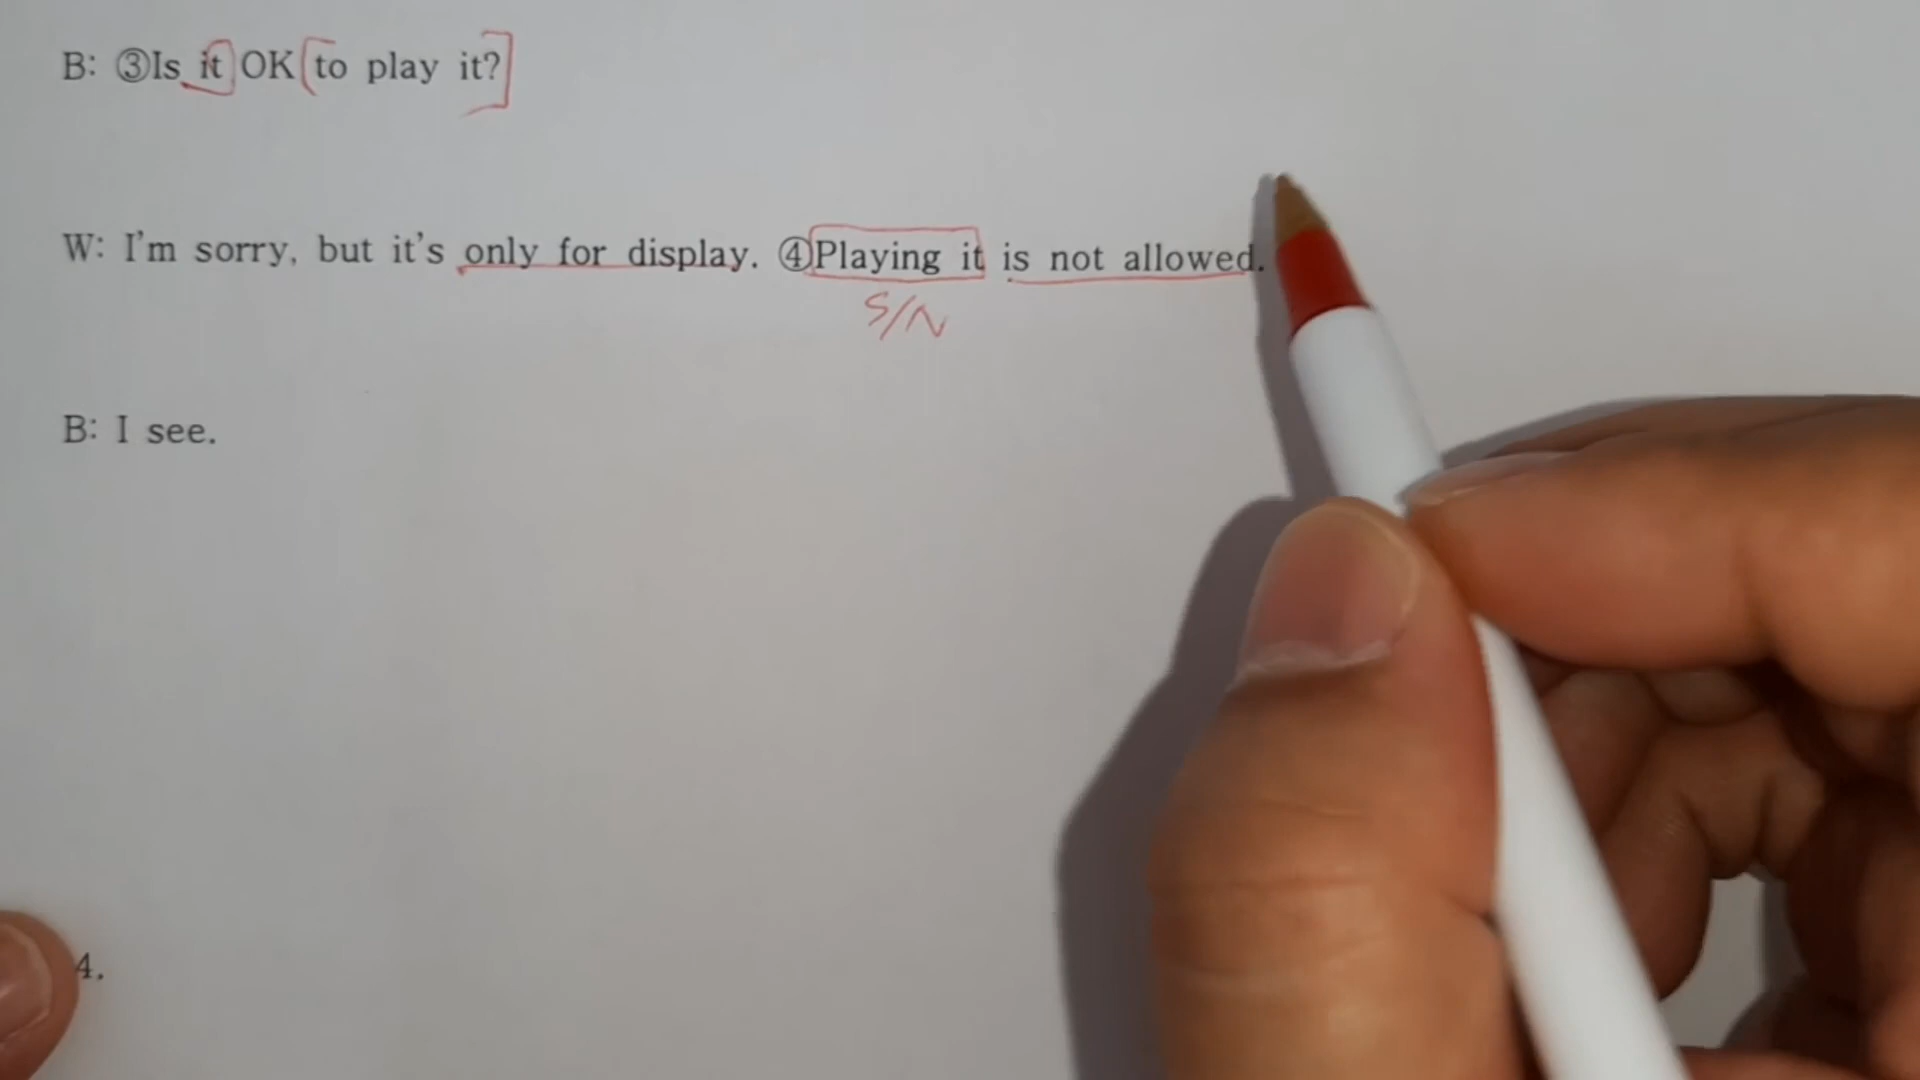 B: ③Is it OK to play it?
W: I'm sorry, but it's only for display. ④Playing it is not allowed.
S/N
B: I see.
4.